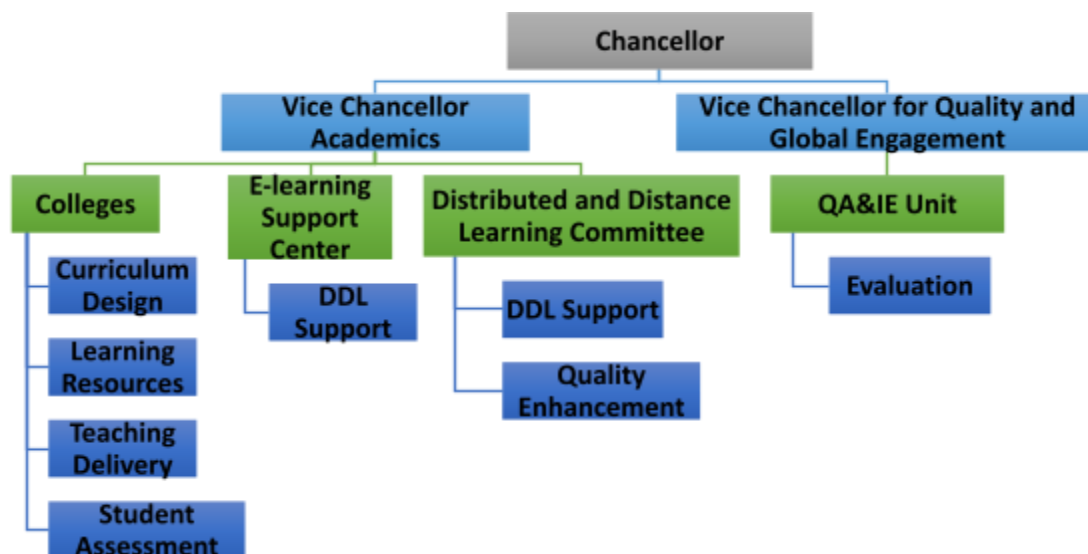 Chancellor
Vice Chancellor
Academics
Vice Chancellor for Quality and
Global Engagement
Colleges
E-learning
Support
Center
Distributed and Distance
Learning Committee
QA&IE Unit
Curriculum
Design
Learning
Resources
Teaching
Delivery
Student
Assessment
DDL
Support
DDL Support
Quality
Enhancement
Evaluation